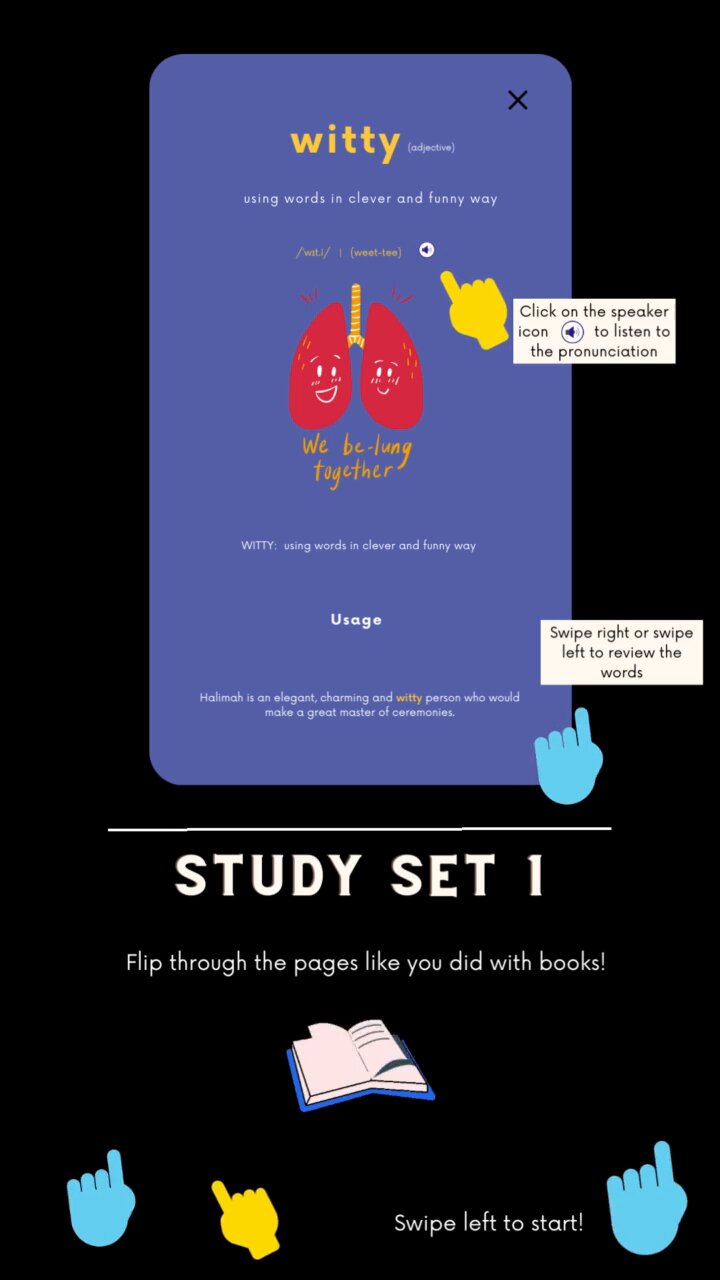 witty (adjective)
using words in clever and funny way
/wɪt.i/ | (weet-tee)
Click on the speaker
icon to listen to
the pronunciation
We be-lung
together
WITTY: using words in clever and funny way
Usage
Swipe right or swipe
left to review the
words
Halimah is an elegant, charming and witty person who would
make a great master of ceremonies.
STUDY SET 1
Flip through the pages like you did with books!
Swipe left to start!